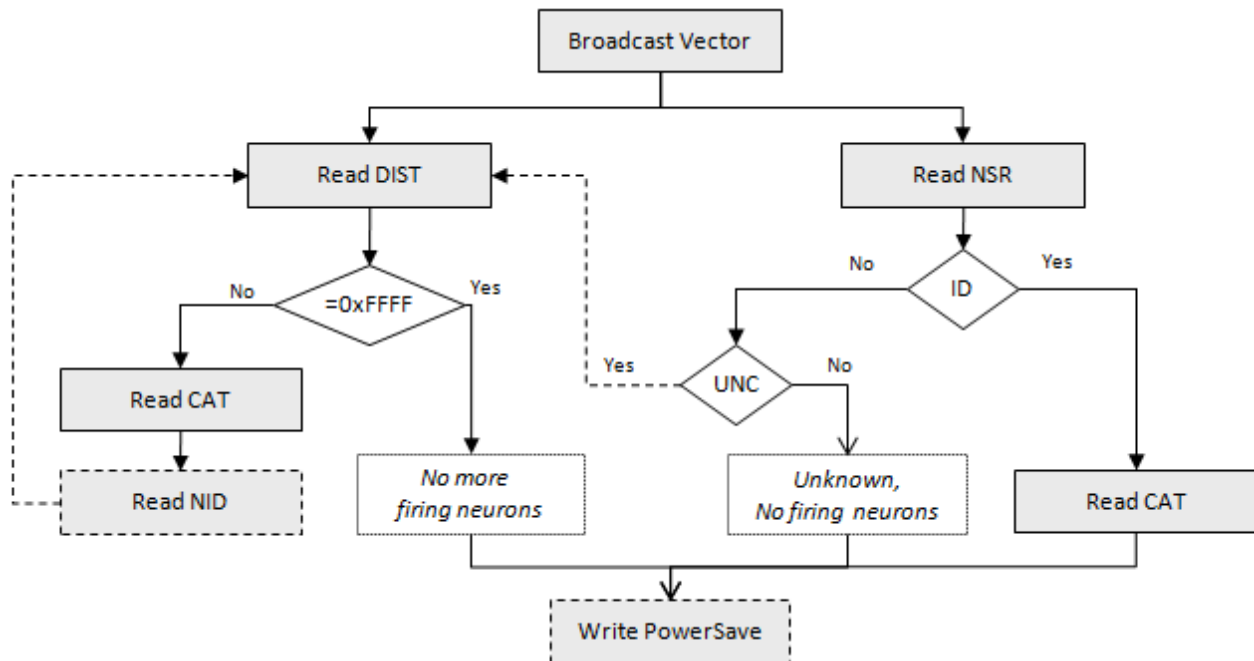 Broadcast Vector
Read DIST
Read NSR
No
Yes
ID
No
Yes
=0xFFFF
Yes
UNC
No
Read CAT
No more
firing neurons
Unknown,
No firing neurons
Read NID
Read CAT
Write PowerSave